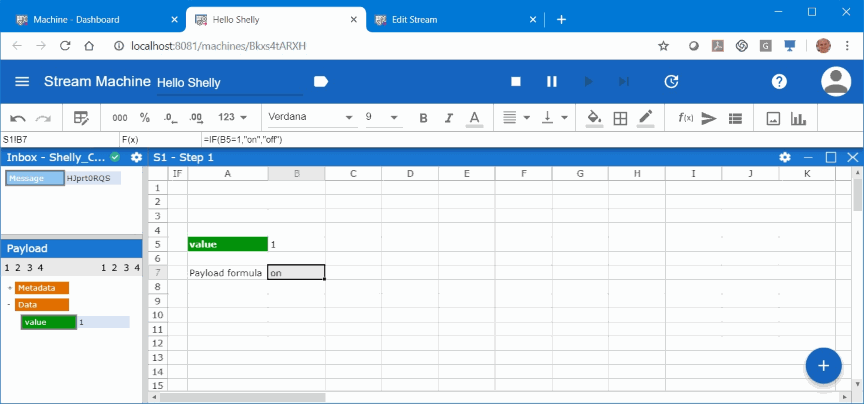 Machine - Dashboard
Hello Shelly
Edit Stream
localhost:8081/machines/Bkxs4tARXH
Stream Machine Hello Shelly
000 % .0 .00 123 Verdana 9 B I A f(x)
S1!B7 F(x) =IF(B5=1,"on","off")
Inbox - Shelly_C... S1 - Step 1
Message HJprt0RQS
IF A B C D E F G H I J K
1
2
3
4
5 value 1
6
7 Payload formula on
8
9
10
11
12
13
14
15
Payload
1 2 3 4 1 2 3 4
+ Metadata
- Data
value 1